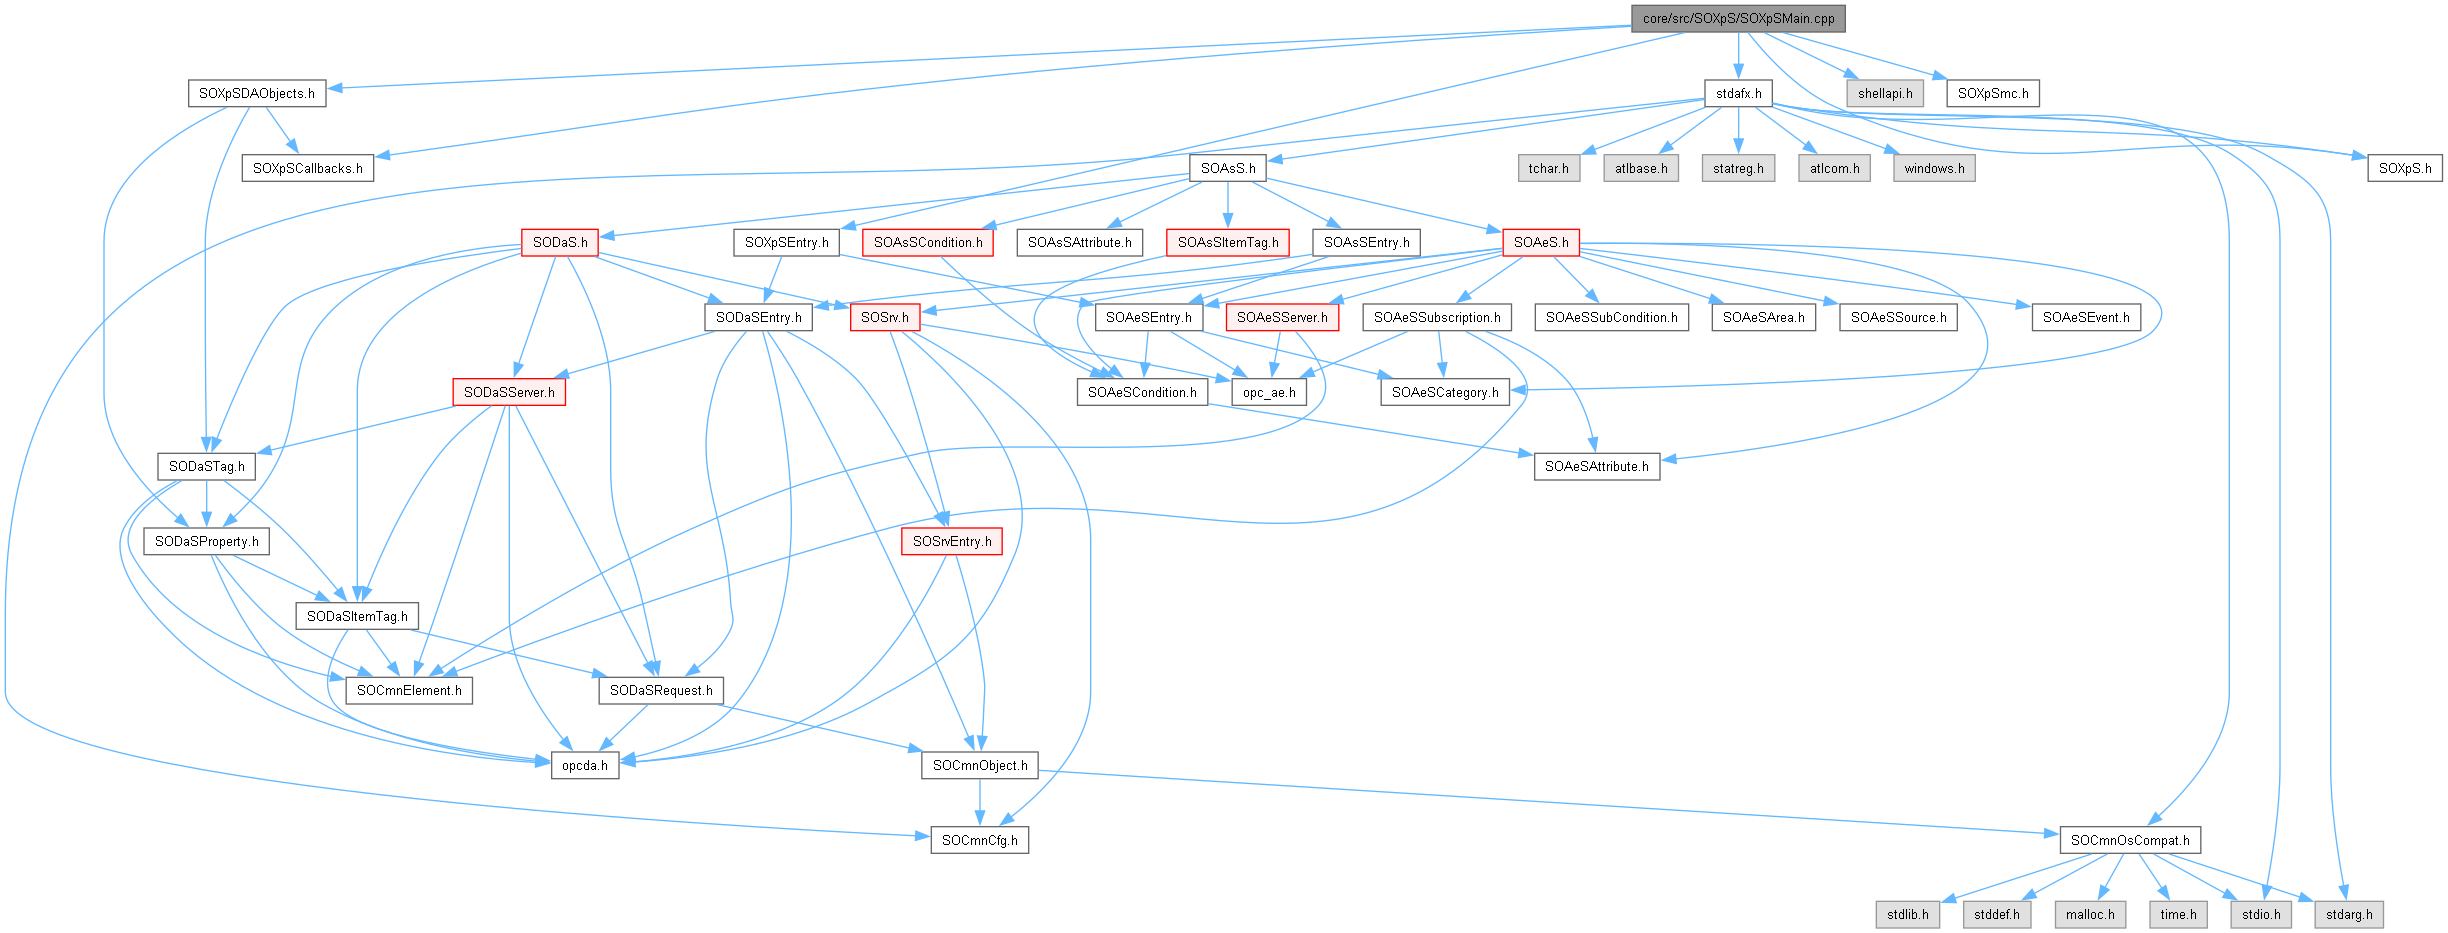 core/src/SOXpS/SOXpSMain.cpp
SOXpSDAObjects.h
stdafx.h
shellapi.h
SOXpSmc.h
SOXpSCallbacks.h
SOAsS.h
tchar.h
atlbase.h
statreg.h
atlcom.h
windows.h
SOXpS.h
SODaS.h
SOXpSEntry.h
SOAsSCondition.h
SOAsSAttribute.h
SOAsSItemTag.h
SOAsSEntry.h
SOAeS.h
SODaSEntry.h
SOSrv.h
SOAeSEntry.h
SOAeSServer.h
SOAeSSubscription.h
SOAeSSubCondition.h
SOAeSArea.h
SOAeSSource.h
SOAeSEvent.h
SODaSServer.h
SOAeSCondition.h
opc_ae.h
SOAeSCategory.h
SODaSTag.h
SOAeSAttribute.h
SODaSProperty.h
SOSrvEntry.h
SODaSItemTag.h
SOCmnElement.h
SODaSRequest.h
opcda.h
SOCmnObject.h
SOCmnCfg.h
SOCmnOsCompat.h
stdlib.h
stddef.h
malloc.h
time.h
stdio.h
stdarg.h